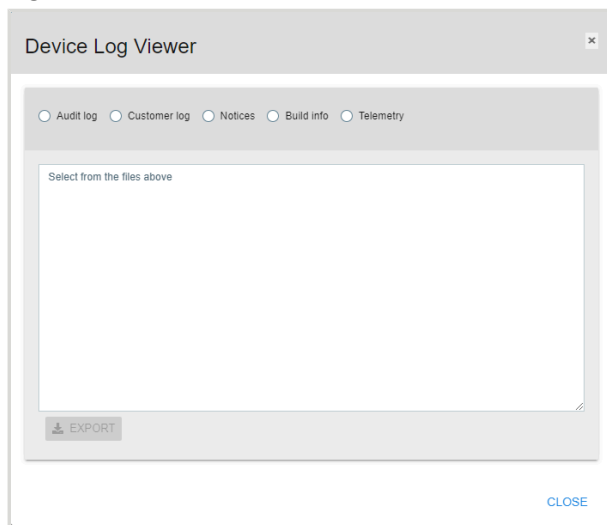 Device Log Viewer
×
Audit log Customer log Notices Build info Telemetry
Select from the files above
EXPORT
CLOSE